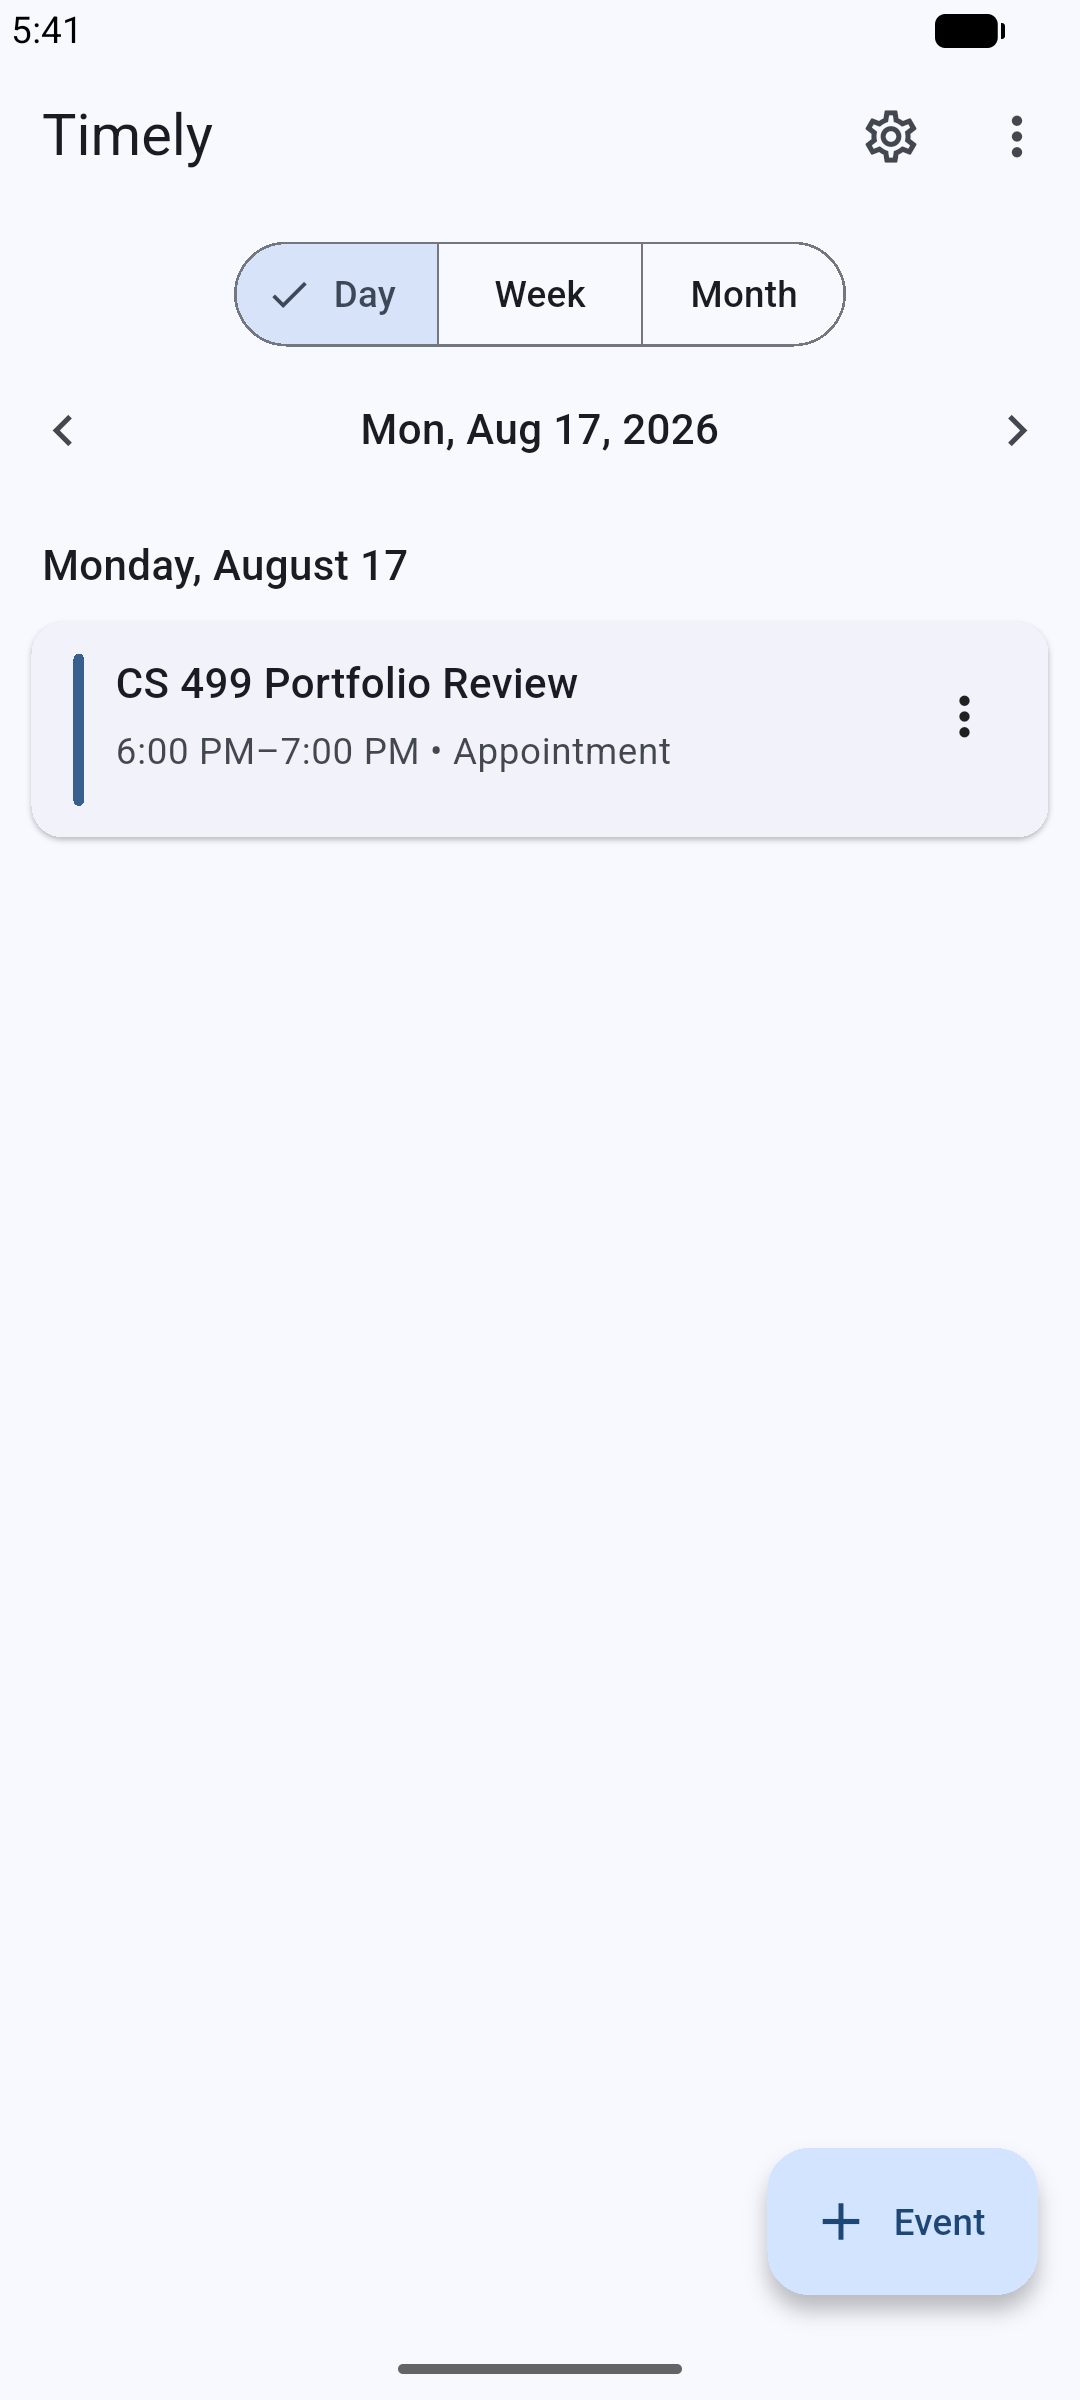 5:41
Timely
Day Week Month
Mon, Aug 17, 2026
Monday, August 17
CS 499 Portfolio Review
6:00 PM–7:00 PM • Appointment
Event